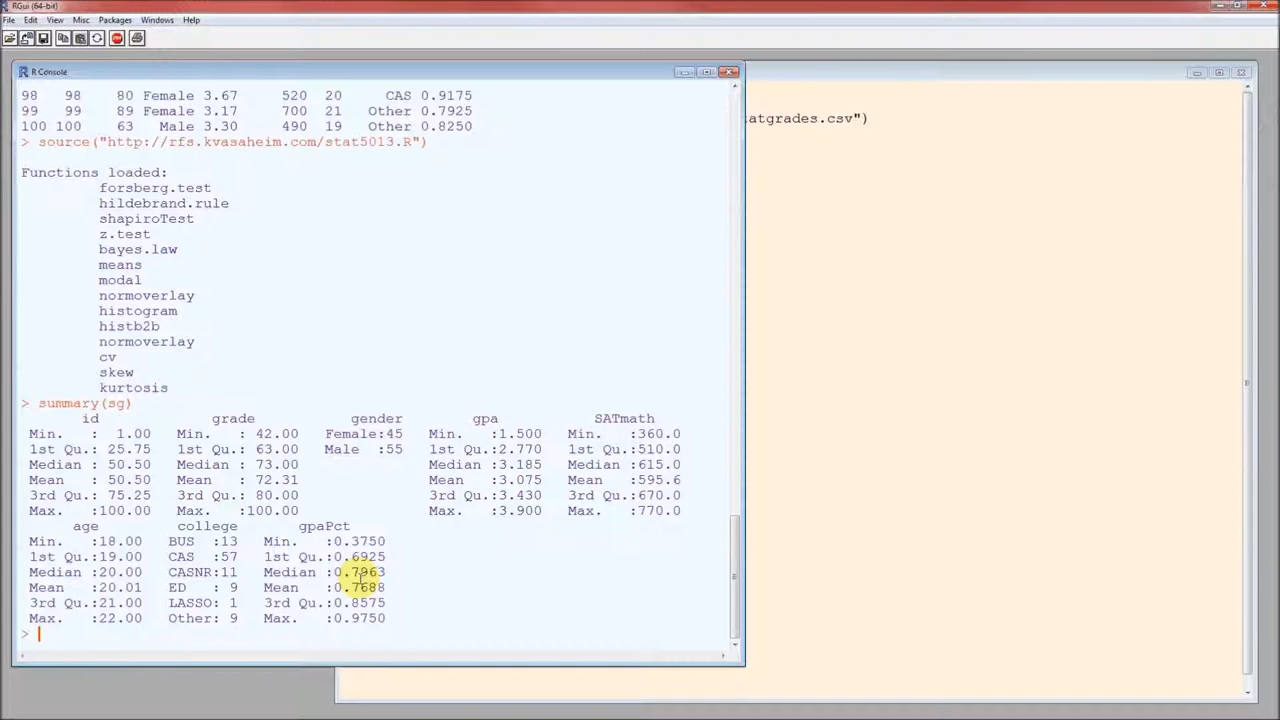 RGui (64-bit)
File Edit View Misc Packages Windows Help
STOP
R Console
98 98 80 Female 3.67 520 20 CAS 0.9175
99 99 89 Female 3.17 700 21 Other 0.7925
100 100 63 Male 3.30 490 19 Other 0.8250
> source("http://rfs.kvasaheim.com/stat5013.R")
Functions loaded:
forsberg.test
hildebrand.rule
shapiroTest
z.test
bayes.law
means
modal
normoverlay
histogram
histb2b
normoverlay
cv
skew
kurtosis
> summary(sg)
id grade gender gpa SATmath
Min. : 1.00 Min. : 42.00 Female:45 Min. :1.500 Min. :360.0
1st Qu.: 25.75 1st Qu.: 63.00 Male :55 1st Qu.:2.770 1st Qu.:510.0
Median : 50.50 Median : 73.00 Median :3.185 Median :615.0
Mean : 50.50 Mean : 72.31 Mean :3.075 Mean :595.6
3rd Qu.: 75.25 3rd Qu.: 80.00 3rd Qu.:3.430 3rd Qu.:670.0
Max. :100.00 Max. :100.00 Max. :3.900 Max. :770.0
age college gpaPct
Min. :18.00 BUS :13 Min. :0.3750
1st Qu.:19.00 CAS :57 1st Qu.:0.6925
Median :20.00 CASNR:11 Median :0.7963
Mean :20.01 ED : 9 Mean :0.7688
3rd Qu.:21.00 LASSO: 1 3rd Qu.:0.8575
Max. :22.00 Other: 9 Max. :0.9750
>
atgrades.csv")